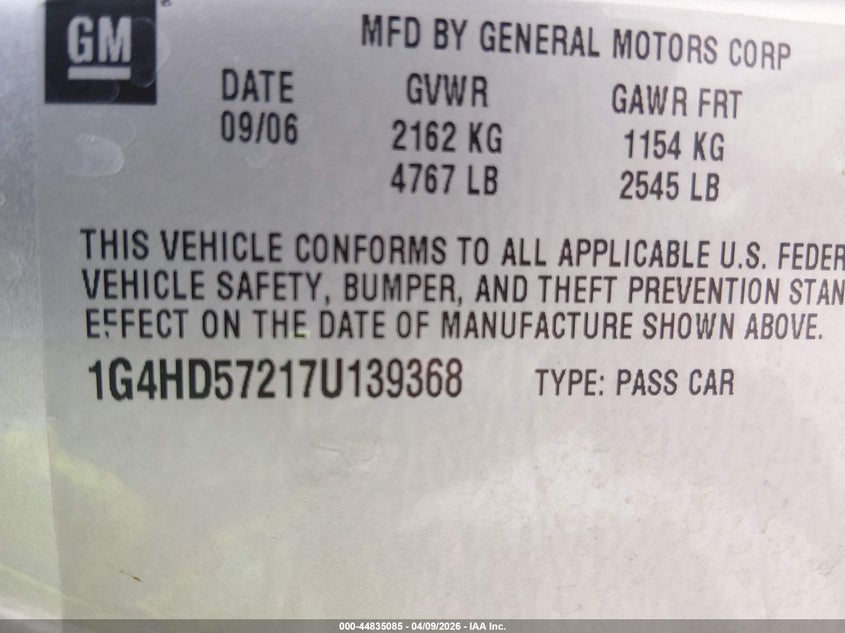 GM ®
MFD BY GENERAL MOTORS CORP
DATE GVWR GAWR FRT
09/06 2162 KG 1154 KG
4767 LB 2545 LB
THIS VEHICLE CONFORMS TO ALL APPLICABLE U.S. FEDER
VEHICLE SAFETY, BUMPER, AND THEFT PREVENTION STAN
EFFECT ON THE DATE OF MANUFACTURE SHOWN ABOVE.
1G4HD57217U139368 TYPE: PASS CAR
000-44835085 - 04/09/2026 - IAA Inc.